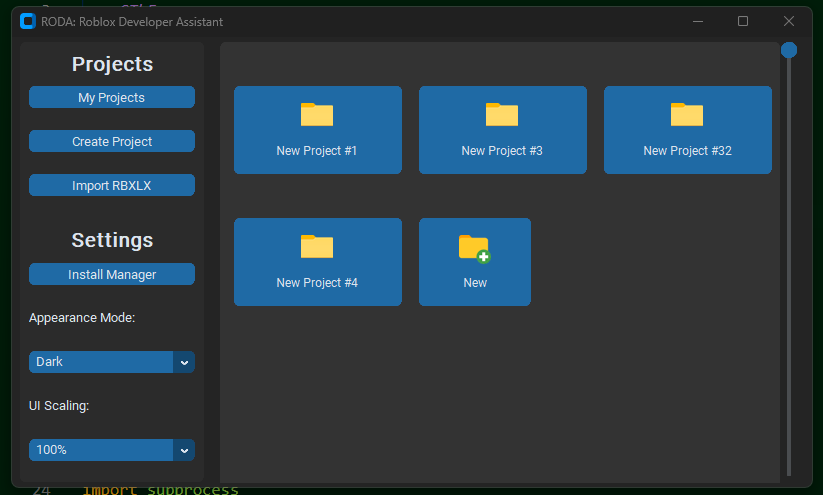 RODA: Roblox Developer Assistant
Projects
My Projects
Create Project
Import RBXLX
Settings
Install Manager
Appearance Mode:
Dark
UI Scaling:
100%
New Project #1
New Project #3
New Project #32
New Project #4
New
24 import subprocess